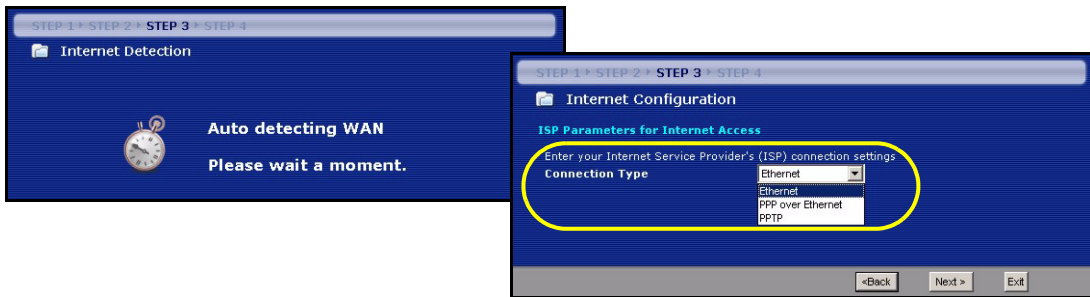 STEP 1 STEP 2 STEP 3 STEP 4
Internet Detection
Auto detecting WAN
Please wait a moment.
STEP 1 STEP 2 STEP 3 STEP 4
Internet Configuration
ISP Parameters for Internet Access
Enter your Internet Service Provider's (ISP) connection settings
Connection Type Ethernet
Ethernet
PPP over Ethernet
PPTP
<Back Next > Exit